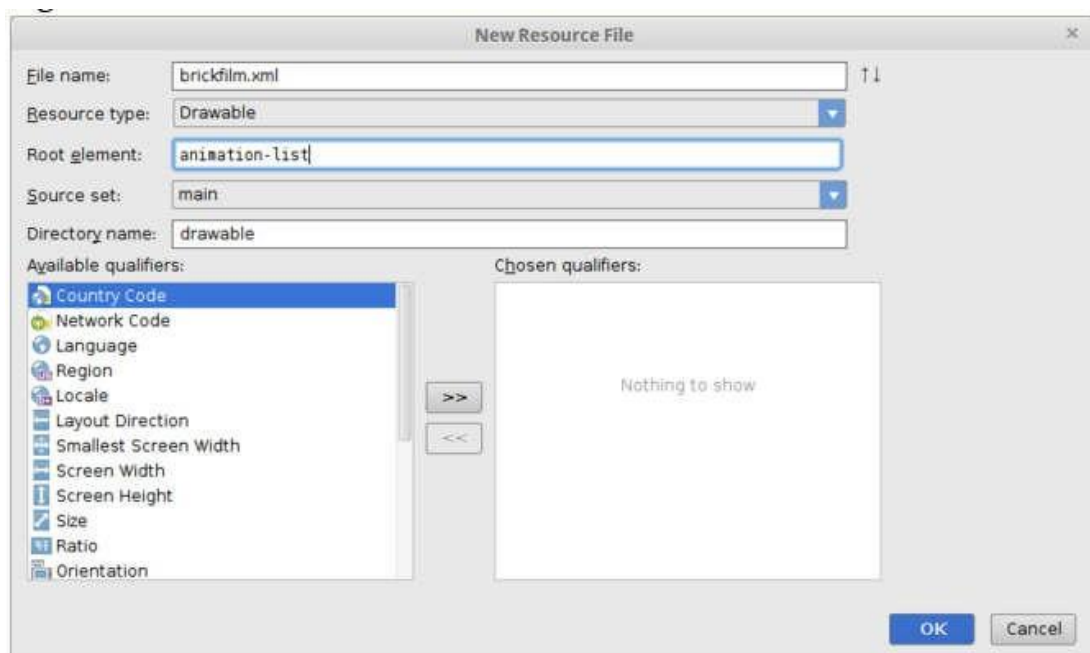 New Resource File
File name: brickfilm.xml
Resource type: Drawable
Root element: animation-list
Source set: main
Directory name: drawable
Available qualifiers: Chosen qualifiers:
Country Code
Network Code
Language
Region
Locale
Layout Direction
Smallest Screen Width
Screen Width
Screen Height
Size
Ratio
Orientation
>>
<<
Nothing to show
OK Cancel